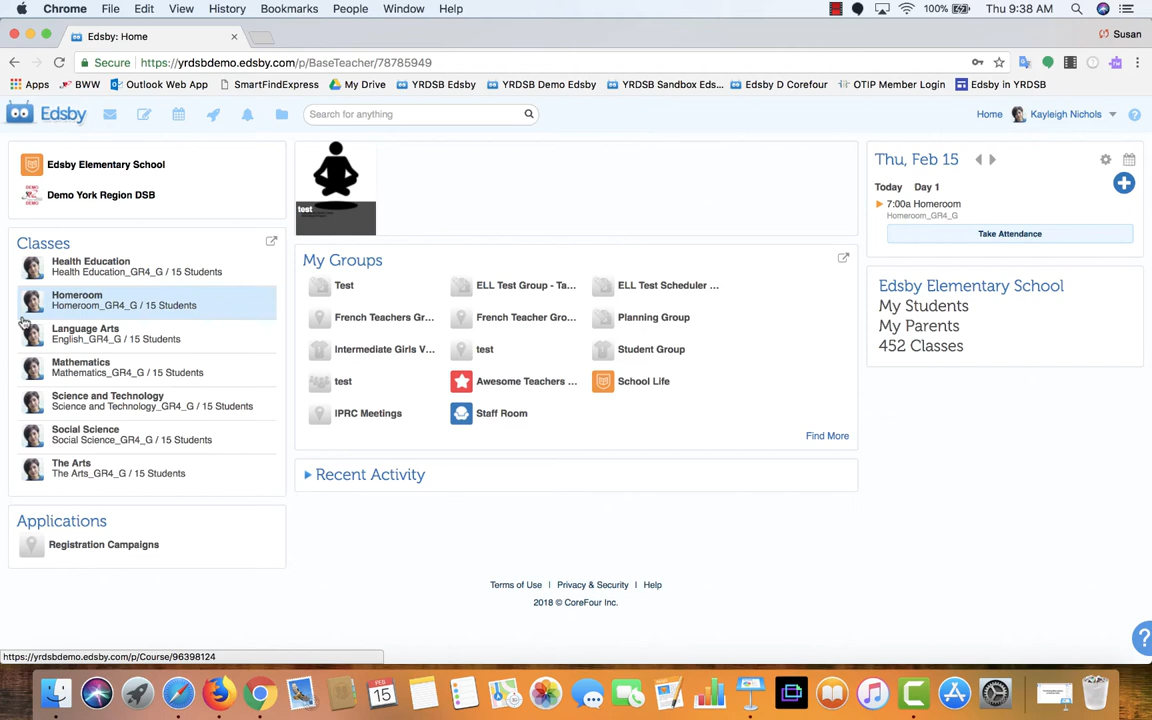 Chrome File Edit View History Bookmarks People Window Help 100% Thu 9:38 AM
Edsby: Home Susan
Secure https://yrdsbdemo.edsby.com/p/BaseTeacher/78785949
Apps BWW Outlook Web App SmartFindExpress My Drive YRDSB Edsby YRDSB Demo Edsby YRDSB Sandbox Eds... Edsby D Corefour OTIP Member Login Edsby in YRDSB
Edsby Search for anything Home Kayleigh Nichols
Edsby Elementary School
Demo York Region DSB
Classes
Health Education
Health Education_GR4_G / 15 Students
Homeroom
Homeroom_GR4_G / 15 Students
Language Arts
English_GR4_G / 15 Students
Mathematics
Mathematics_GR4_G / 15 Students
Science and Technology
Science and Technology_GR4_G / 15 Students
Social Science
Social Science_GR4_G / 15 Students
The Arts
The Arts_GR4_G / 15 Students
Applications
Registration Campaigns
test
My Groups
Test ELL Test Group - Ta... ELL Test Scheduler ...
French Teachers Gr... French Teacher Gro... Planning Group
Intermediate Girls V... test Student Group
test Awesome Teachers ... School Life
IPRC Meetings Staff Room
Find More
Recent Activity
Thu, Feb 15
Today Day 1
7:00a Homeroom
Homeroom_GR4_G
Take Attendance
Edsby Elementary School
My Students
My Parents
452 Classes
Terms of Use | Privacy & Security | Help
2018 © CoreFour Inc.
https://yrdsbdemo.edsby.com/p/Course/96398124
FEB
15